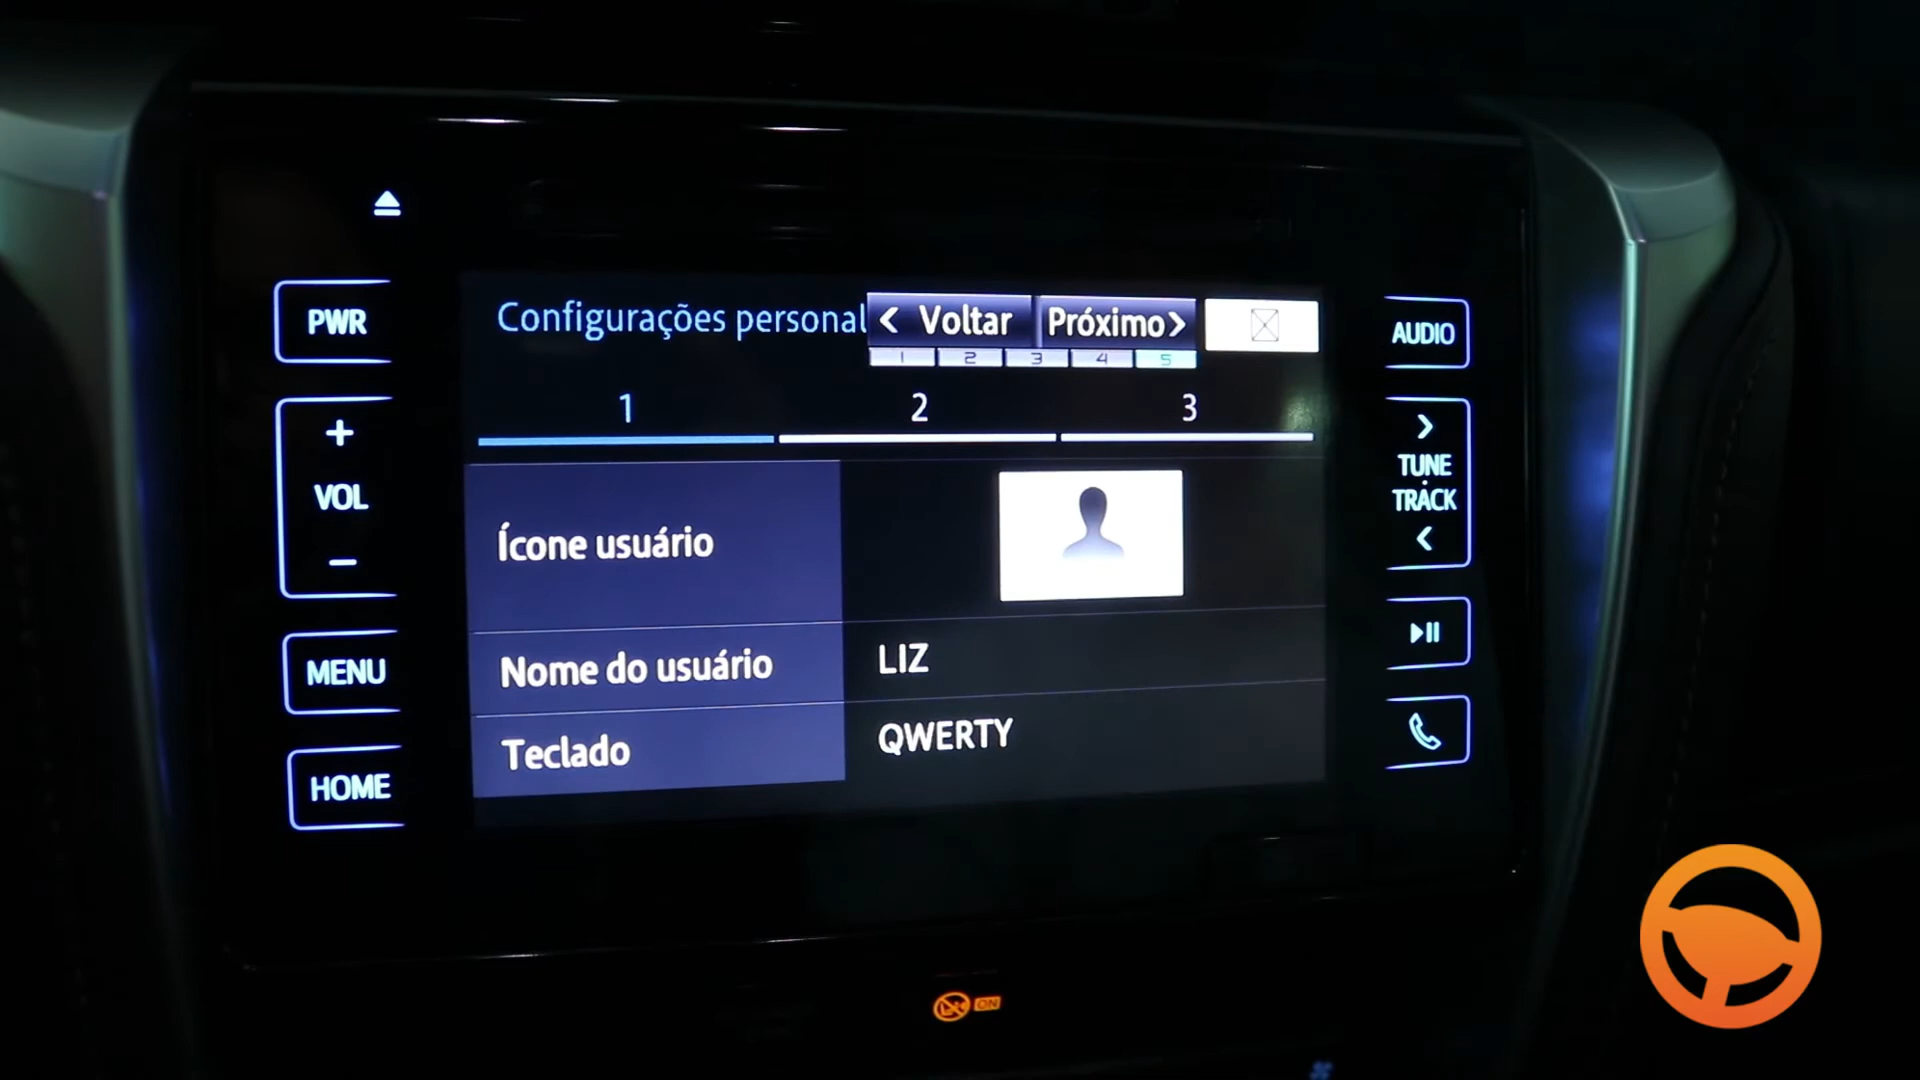 PWR
+
VOL
−
MENU
HOME
Configurações personal
< Voltar
Próximo >
1 2 3 4 5
1 2 3
Ícone usuário
Nome do usuário LIZ
Teclado QWERTY
AUDIO
>
TUNE
TRACK
<
ON